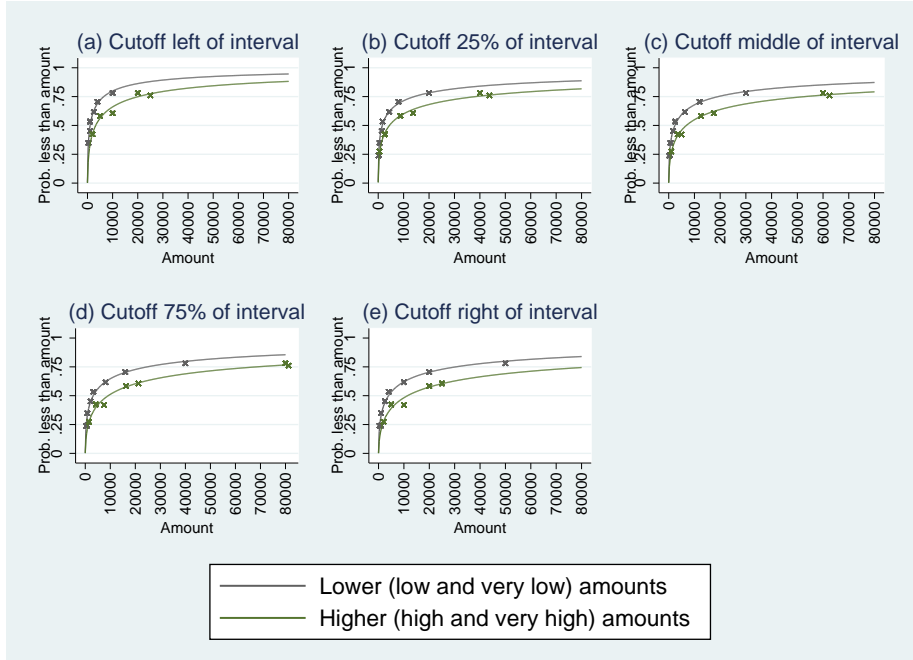 (a) Cutoff left of interval
(b) Cutoff 25% of interval
(c) Cutoff middle of interval
Prob. less than amount
0 .25 .5 .75 1
0 10000 20000 30000 40000 50000 60000 70000 80000
Amount
Prob. less than amount
0 .25 .5 .75 1
0 10000 20000 30000 40000 50000 60000 70000 80000
Amount
Prob. less than amount
0 .25 .5 .75 1
0 10000 20000 30000 40000 50000 60000 70000 80000
Amount
(d) Cutoff 75% of interval
(e) Cutoff right of interval
Prob. less than amount
0 .25 .5 .75 1
0 10000 20000 30000 40000 50000 60000 70000 80000
Amount
Prob. less than amount
0 .25 .5 .75 1
0 10000 20000 30000 40000 50000 60000 70000 80000
Amount
Lower (low and very low) amounts
Higher (high and very high) amounts